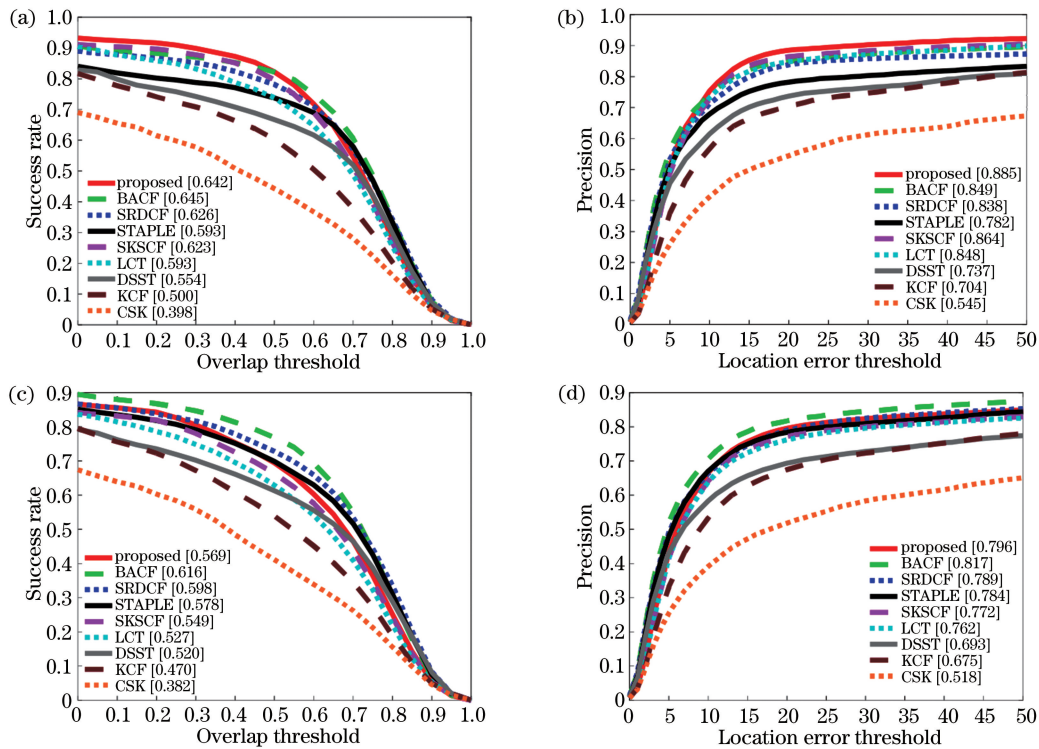 (a)
1.0
0.9
0.8
0.7
0.6
0.5
0.4
0.3
0.2
0.1
0
Success rate
proposed [0.642]
BACF [0.645]
SRDCF [0.626]
STAPLE [0.593]
SKSCF [0.623]
LCT [0.593]
DSST [0.554]
KCF [0.500]
CSK [0.398]
0 0.1 0.2 0.3 0.4 0.5 0.6 0.7 0.8 0.9 1.0
Overlap threshold
(b)
1.0
0.9
0.8
0.7
0.6
0.5
0.4
0.3
0.2
0.1
0
Precision
proposed [0.885]
BACF [0.849]
SRDCF [0.838]
STAPLE [0.782]
SKSCF [0.864]
LCT [0.848]
DSST [0.737]
KCF [0.704]
CSK [0.545]
0 5 10 15 20 25 30 35 40 45 50
Location error threshold
(c)
0.9
0.8
0.7
0.6
0.5
0.4
0.3
0.2
0.1
0
Success rate
proposed [0.569]
BACF [0.616]
SRDCF [0.598]
STAPLE [0.578]
SKSCF [0.549]
LCT [0.527]
DSST [0.520]
KCF [0.470]
CSK [0.382]
0 0.1 0.2 0.3 0.4 0.5 0.6 0.7 0.8 0.9 1.0
Overlap threshold
(d)
0.9
0.8
0.7
0.6
0.5
0.4
0.3
0.2
0.1
0
Precision
proposed [0.796]
BACF [0.817]
SRDCF [0.789]
STAPLE [0.784]
SKSCF [0.772]
LCT [0.762]
DSST [0.693]
KCF [0.675]
CSK [0.518]
0 5 10 15 20 25 30 35 40 45 50
Location error threshold